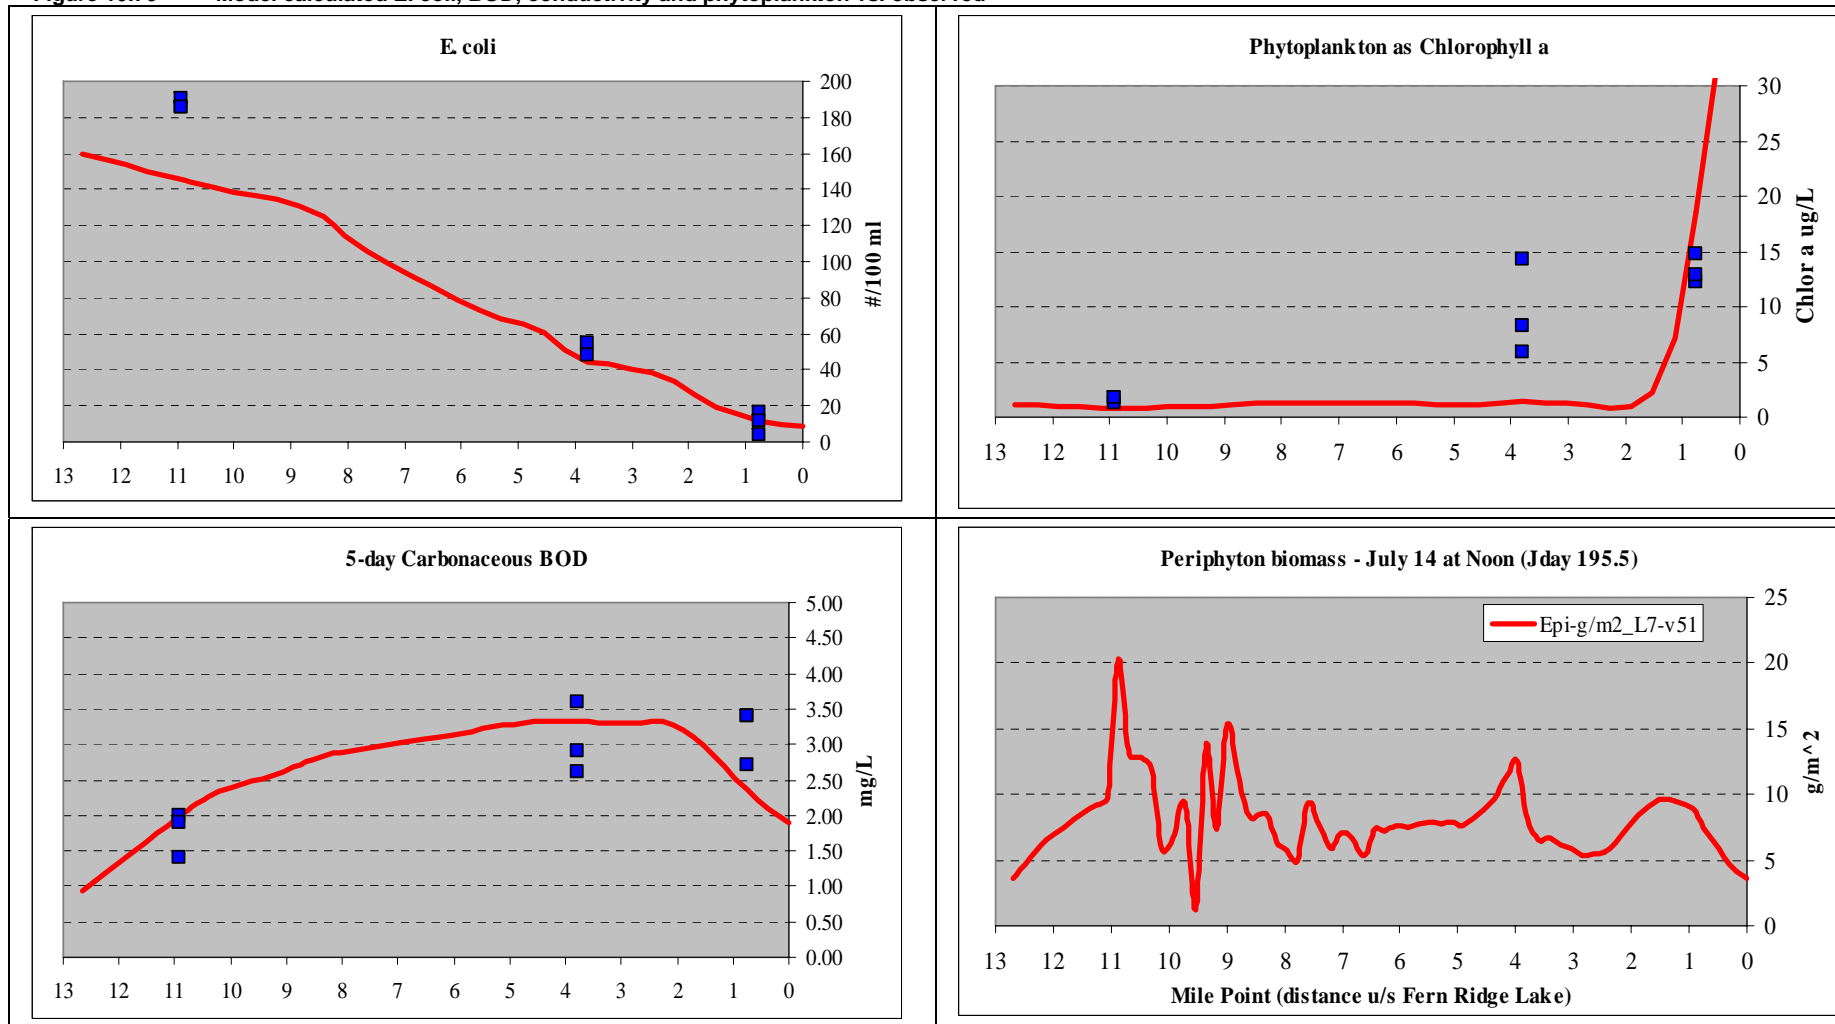 E. coli
200
180
160
140
120
100
80
60
40
20
0
#/100 ml
13 12 11 10 9 8 7 6 5 4 3 2 1 0
Phytoplankton as Chlorophyll a
30
25
20
15
10
5
0
Chlor a ug/L
13 12 11 10 9 8 7 6 5 4 3 2 1 0
5-day Carbonaceous BOD
5.00
4.50
4.00
3.50
3.00
2.50
2.00
1.50
1.00
0.50
0.00
mg/L
13 12 11 10 9 8 7 6 5 4 3 2 1 0
Periphyton biomass - July 14 at Noon (Jday 195.5)
Epi-g/m2_L7-v51
25
20
15
10
5
0
g/m^2
13 12 11 10 9 8 7 6 5 4 3 2 1 0
Mile Point (distance u/s Fern Ridge Lake)